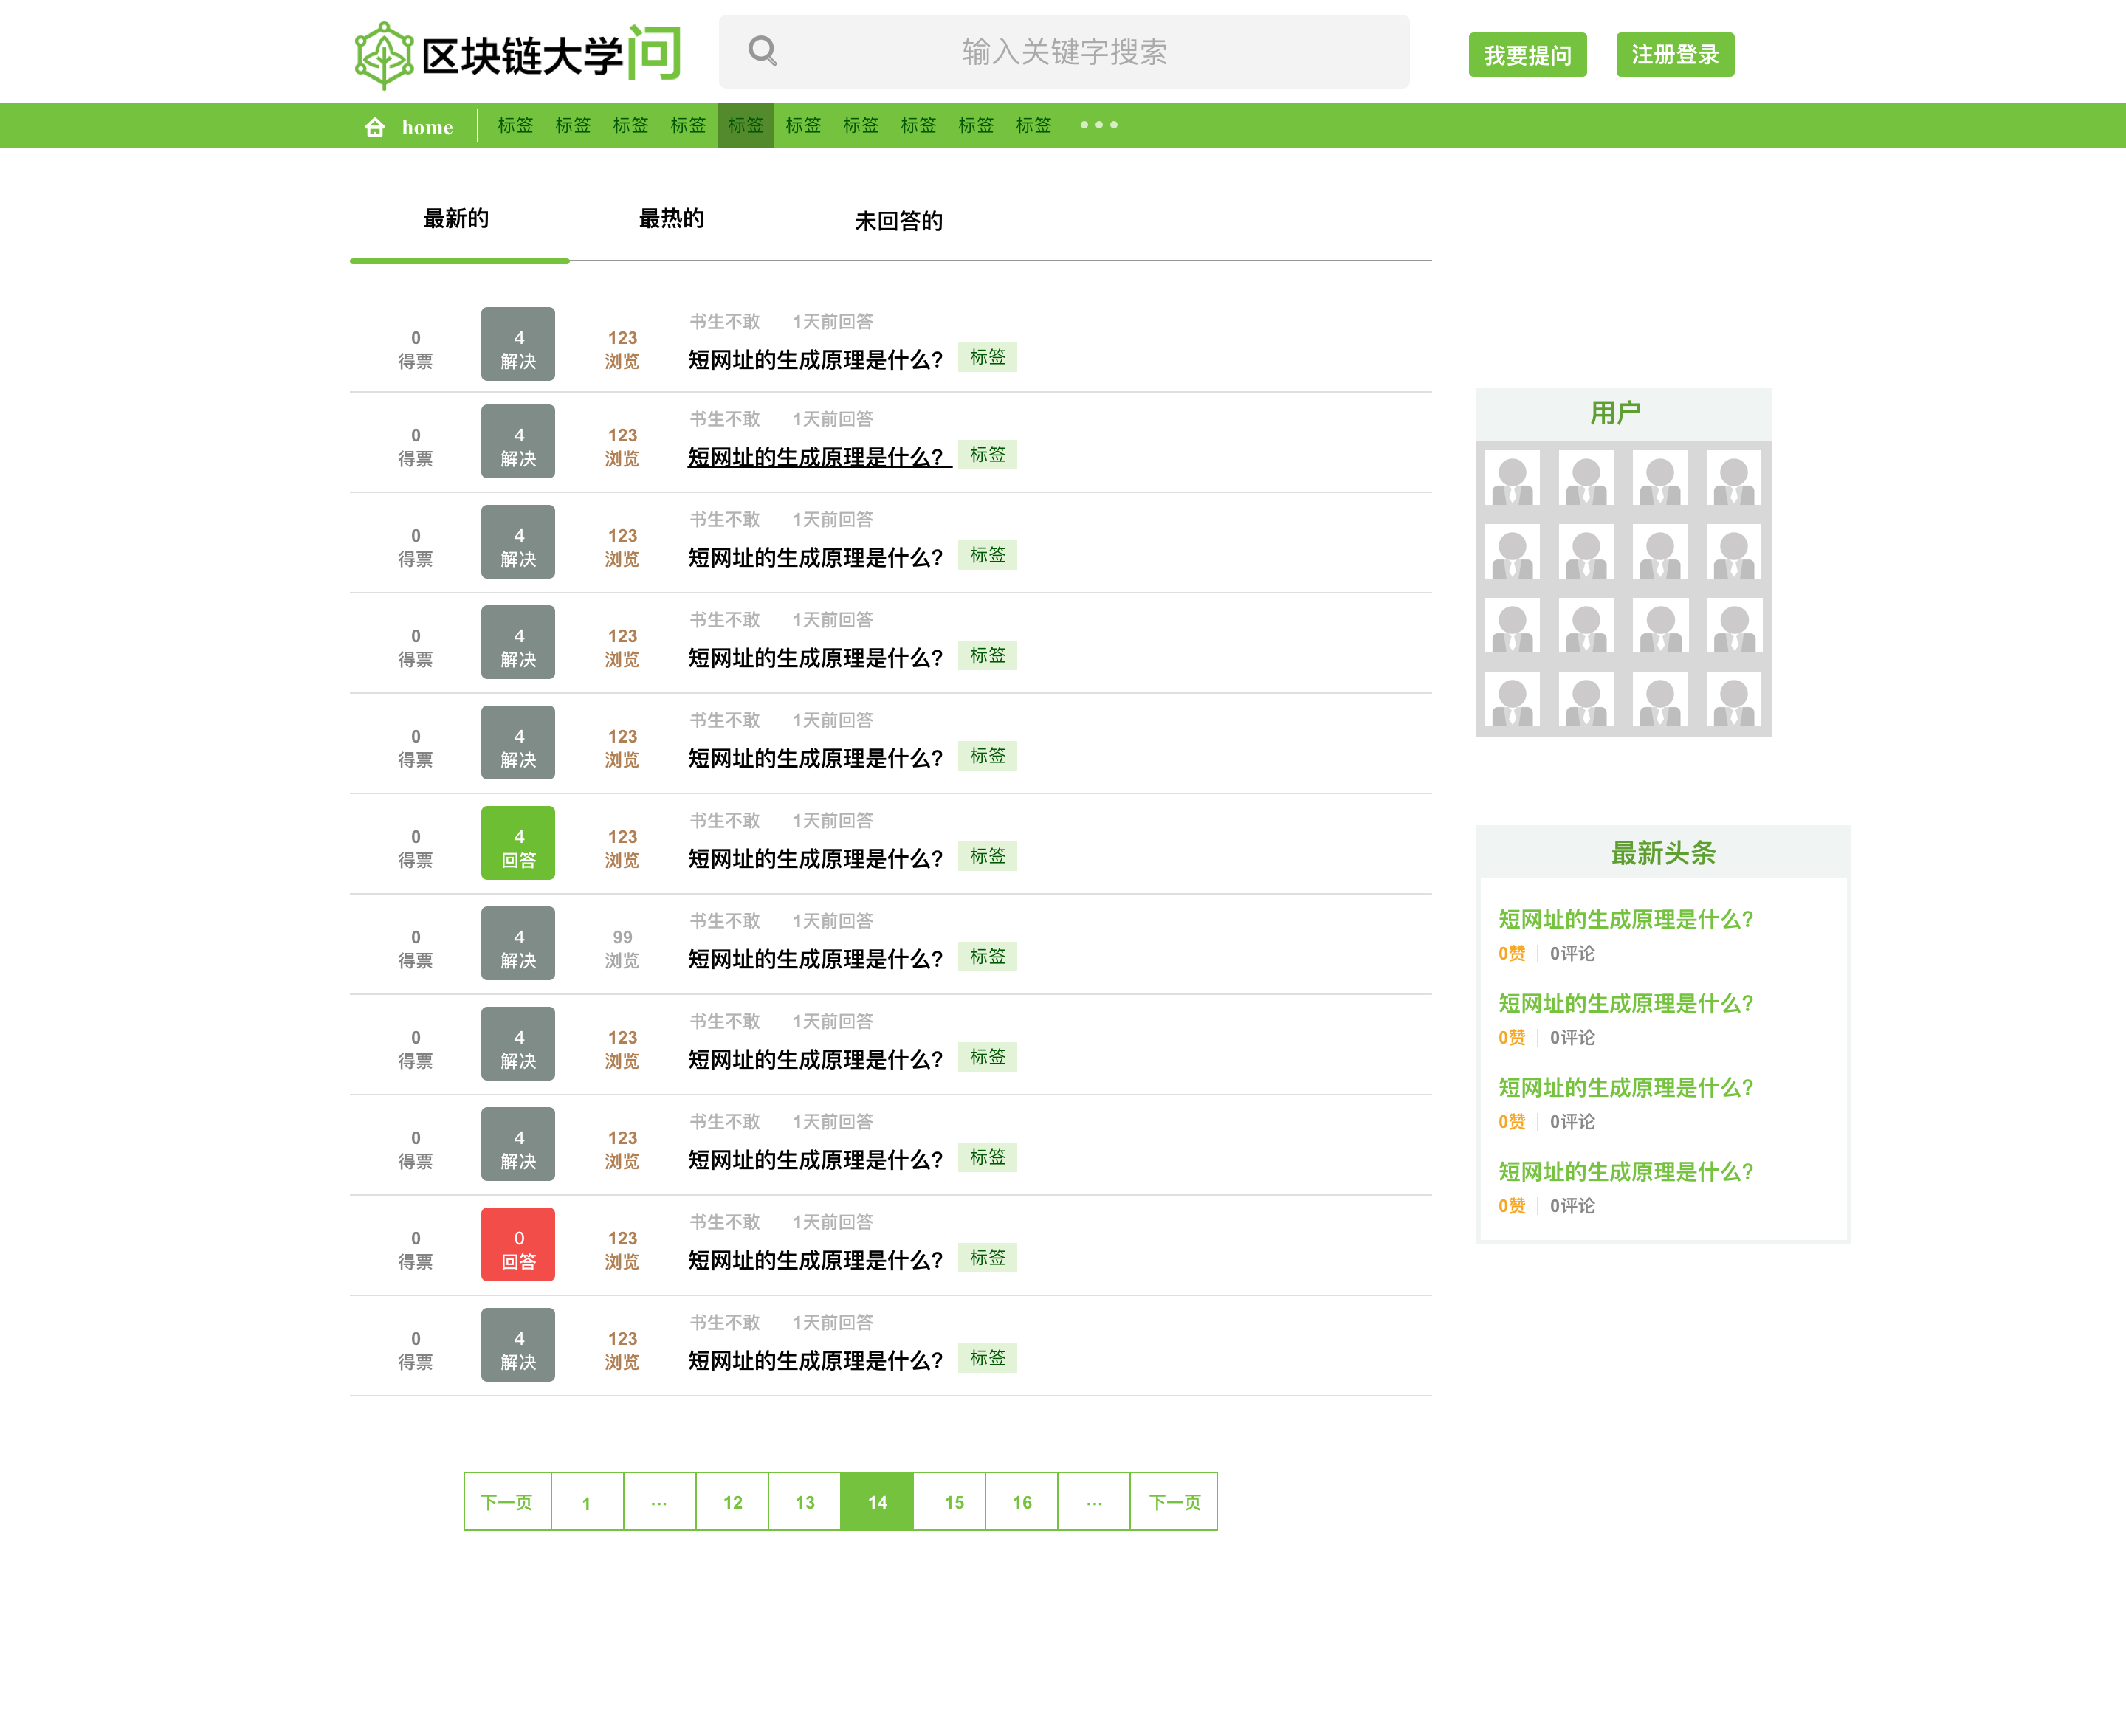 区块链大学问
输入关键字搜索
我要提问
注册登录
home 标签 标签 标签 标签 标签 标签 标签 标签 标签 标签 •••
最新的 最热的 未回答的
书生不敢 1天前回答
0 4 123
得票 解决 浏览 短网址的生成原理是什么? 标签
书生不敢 1天前回答
0 4 123
得票 解决 浏览 短网址的生成原理是什么? 标签
书生不敢 1天前回答
0 4 123
得票 解决 浏览 短网址的生成原理是什么? 标签
书生不敢 1天前回答
0 4 123
得票 解决 浏览 短网址的生成原理是什么? 标签
书生不敢 1天前回答
0 4 123
得票 解决 浏览 短网址的生成原理是什么? 标签
书生不敢 1天前回答
0 4 123
得票 回答 浏览 短网址的生成原理是什么? 标签
书生不敢 1天前回答
0 4 99
得票 解决 浏览 短网址的生成原理是什么? 标签
书生不敢 1天前回答
0 4 123
得票 解决 浏览 短网址的生成原理是什么? 标签
书生不敢 1天前回答
0 4 123
得票 解决 浏览 短网址的生成原理是什么? 标签
书生不敢 1天前回答
0 0 123
得票 回答 浏览 短网址的生成原理是什么? 标签
书生不敢 1天前回答
0 4 123
得票 解决 浏览 短网址的生成原理是什么? 标签
下一页 1 ... 12 13 14 15 16 ... 下一页
用户
最新头条
短网址的生成原理是什么?
0赞 0评论
短网址的生成原理是什么?
0赞 0评论
短网址的生成原理是什么?
0赞 0评论
短网址的生成原理是什么?
0赞 0评论